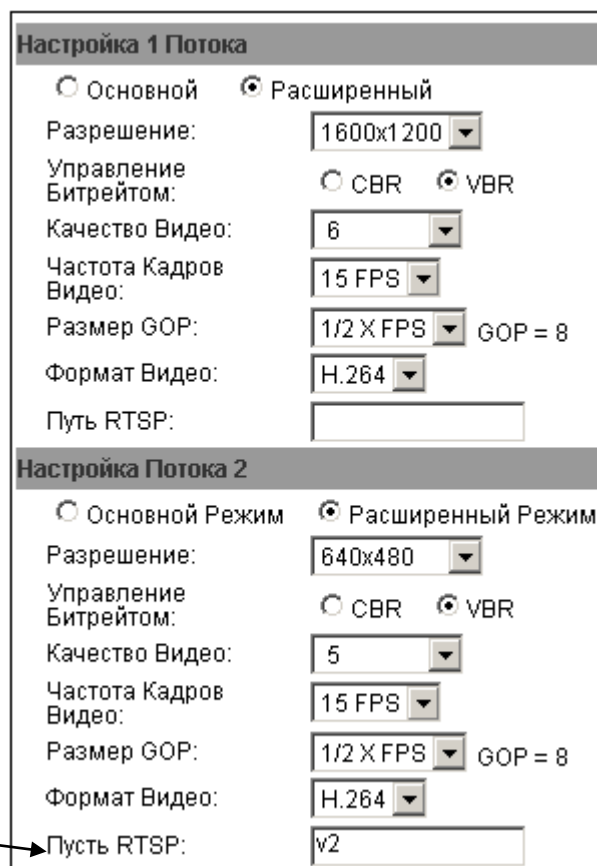 Настройка 1 Потока
Основной Расширенный
Разрешение: 1600x1200
Управление
Битрейтом: CBR VBR
Качество Видео: 6
Частота Кадров
Видео: 15 FPS
Размер GOP: 1/2 X FPS GOP = 8
Формат Видео: H.264
Путь RTSP:
Настройка Потока 2
Основной Режим Расширенный Режим
Разрешение: 640x480
Управление
Битрейтом: CBR VBR
Качество Видео: 5
Частота Кадров
Видео: 15 FPS
Размер GOP: 1/2 X FPS GOP = 8
Формат Видео: H.264
Пусть RTSP: v2